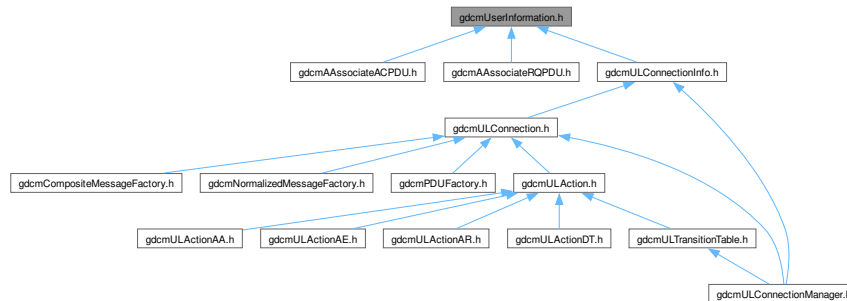 gdcmUserInformation.h
gdcmAAssociateACPDU.h
gdcmAAssociateRQPDU.h
gdcmULConnectionInfo.h
gdcmULConnection.h
gdcmCompositeMessageFactory.h
gdcmNormalizedMessageFactory.h
gdcmPDUFactory.h
gdcmULAction.h
gdcmULActionAA.h
gdcmULActionAE.h
gdcmULActionAR.h
gdcmULActionDT.h
gdcmULTransitionTable.h
gdcmULConnectionManager.h